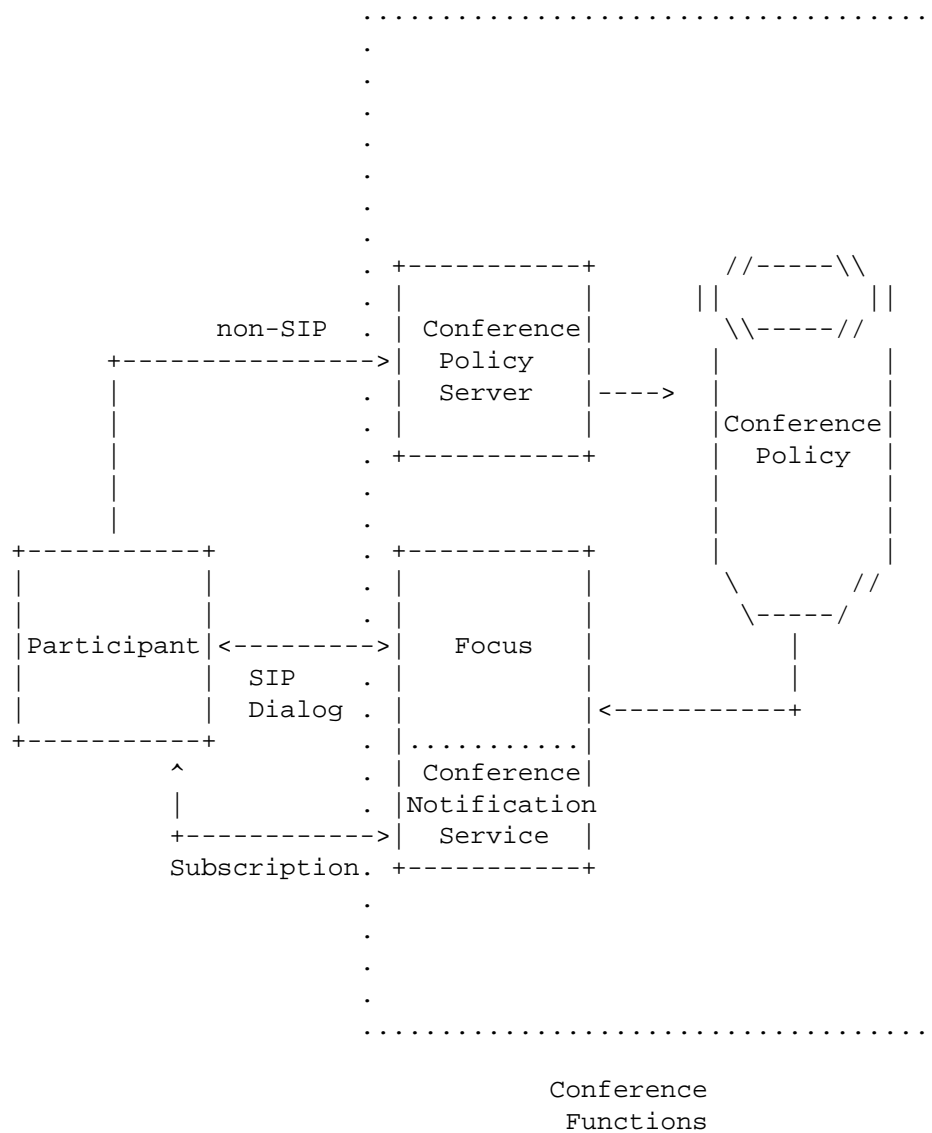 non-SIP
Conference
Policy
Server
Conference
Policy
Participant
Focus
SIP
Dialog
Conference
Notification
Service
Subscription
Conference
Functions